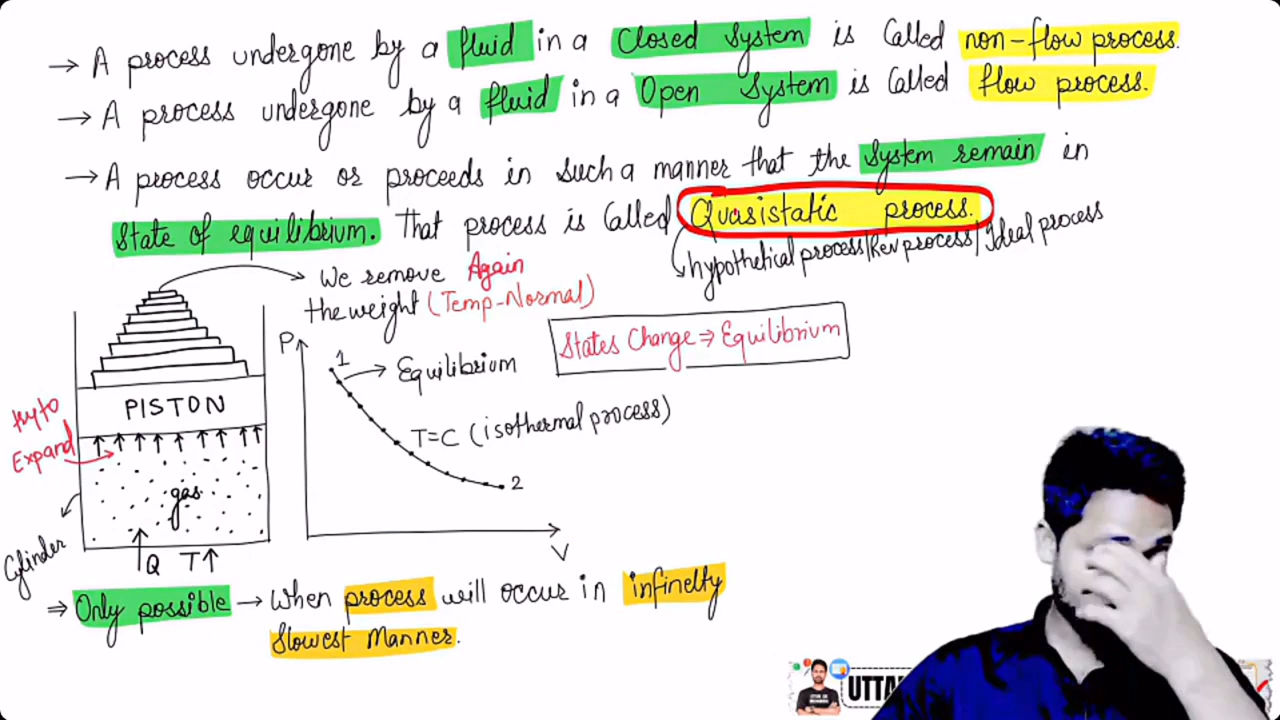 → A process undergone by a fluid in a Closed System is Called non-flow process.
→ A process undergone by a fluid in a Open System is Called flow process.
→ A process occur or proceeds in such a manner that the System remain in
State of equilibrium. That process is Called Quasistatic process.
hypothetical process/Rev process/Ideal process
We remove Again
the weight (Temp-Normal)
States Change ⇒ Equilibrium
P
1
Equilibrium
PISTON
try to
Expand
T=C (isothermal process)
gas
2
Cylinder
Q T↑
V
⇒ Only possible → When process will occur in infinelty
Slowest Manner.